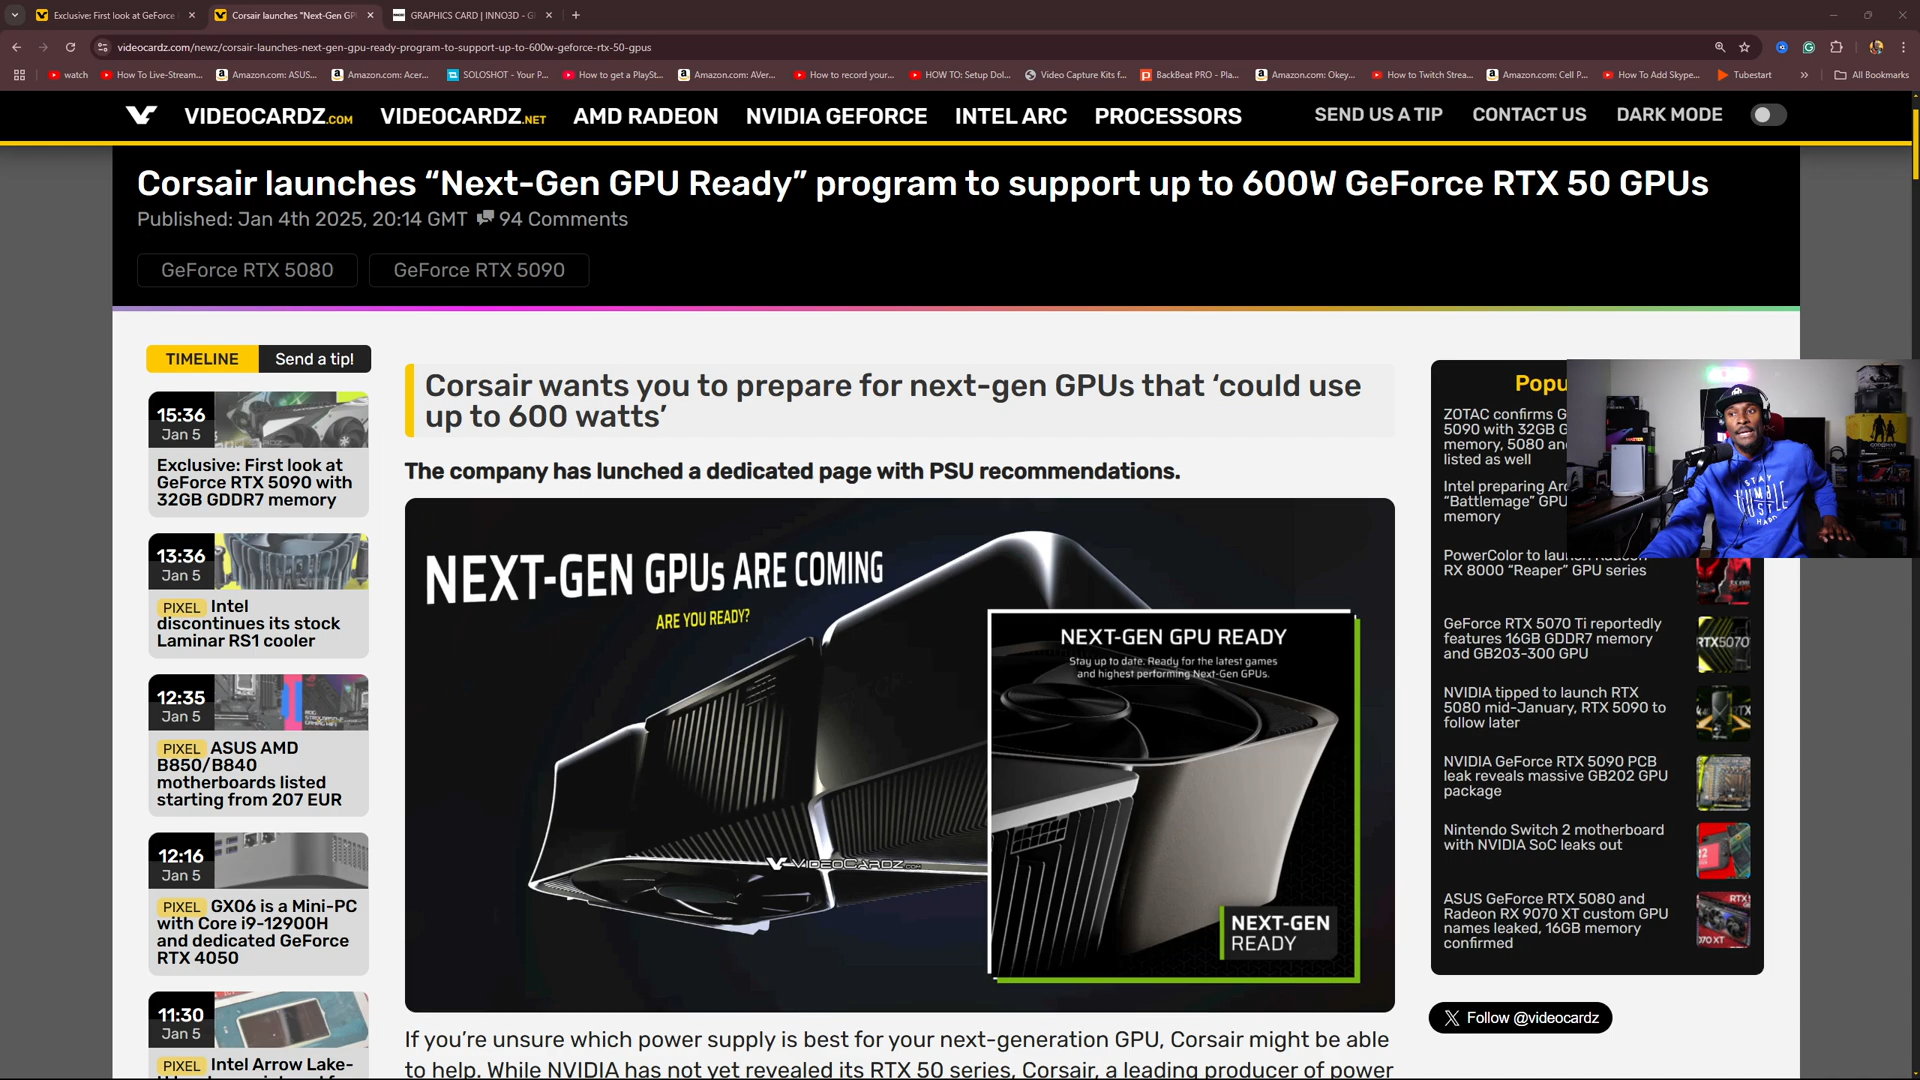 Exclusive: First look at GeForce
Corsair launches "Next-Gen GP
GRAPHICS CARD | INNO3D - G
videocardz.com/newz/corsair-launches-next-gen-gpu-ready-program-to-support-up-to-600w-geforce-rtx-50-gpus
watch
How To Live-Stream...
Amazon.com: ASUS...
Amazon.com: Acer...
SOLOSHOT - Your P...
How to get a PlaySt...
Amazon.com: AVer...
How to record your...
HOW TO: Setup Dol...
Video Capture Kits f...
BackBeat PRO - Pla...
Amazon.com: Okey...
How to Twitch Strea...
Amazon.com: Cell P...
How To Add Skype...
Tubestart
All Bookmarks
VIDEOCARDZ.COM
VIDEOCARDZ.NET
AMD RADEON
NVIDIA GEFORCE
INTEL ARC
PROCESSORS
SEND US A TIP
CONTACT US
DARK MODE
Corsair launches “Next-Gen GPU Ready” program to support up to 600W GeForce RTX 50 GPUs
Published: Jan 4th 2025, 20:14 GMT 94 Comments
GeForce RTX 5080
GeForce RTX 5090
TIMELINE
Send a tip!
15:36
Jan 5
Exclusive: First look at
GeForce RTX 5090 with
32GB GDDR7 memory
13:36
Jan 5
PIXEL Intel
discontinues its stock
Laminar RS1 cooler
12:35
Jan 5
PIXEL ASUS AMD
B850/B840
motherboards listed
starting from 207 EUR
12:16
Jan 5
PIXEL GX06 is a Mini-PC
with Core i9-12900H
and dedicated GeForce
RTX 4050
11:30
Jan 5
PIXEL Intel Arrow Lake-
Corsair wants you to prepare for next-gen GPUs that ‘could use
up to 600 watts’
The company has lunched a dedicated page with PSU recommendations.
NEXT-GEN GPUs ARE COMING
ARE YOU READY?
NEXT-GEN GPU READY
Stay up to date. Ready for the latest games
and highest performing Next-Gen GPUs.
VIDEOCARDZ.COM
NEXT-GEN
READY
If you’re unsure which power supply is best for your next-generation GPU, Corsair might be able
to help. While NVIDIA has not yet revealed its RTX 50 series, Corsair, a leading producer of power
Popu
ZOTAC confirms G
5090 with 32GB G
memory, 5080 an
listed as well
Intel preparing Arc
“Battlemage” GPU
memory
PowerColor to launch Radeon
RX 8000 “Reaper” GPU series
GeForce RTX 5070 Ti reportedly
features 16GB GDDR7 memory
and GB203-300 GPU
RTX5070
NVIDIA tipped to launch RTX
5080 mid-January, RTX 5090 to
follow later
NVIDIA GeForce RTX 5090 PCB
leak reveals massive GB202 GPU
package
Nintendo Switch 2 motherboard
with NVIDIA SoC leaks out
ASUS GeForce RTX 5080 and
Radeon RX 9070 XT custom GPU
names leaked, 16GB memory
confirmed
Follow @videocardz
STAY
HUMBLE
HUSTLE
HARD